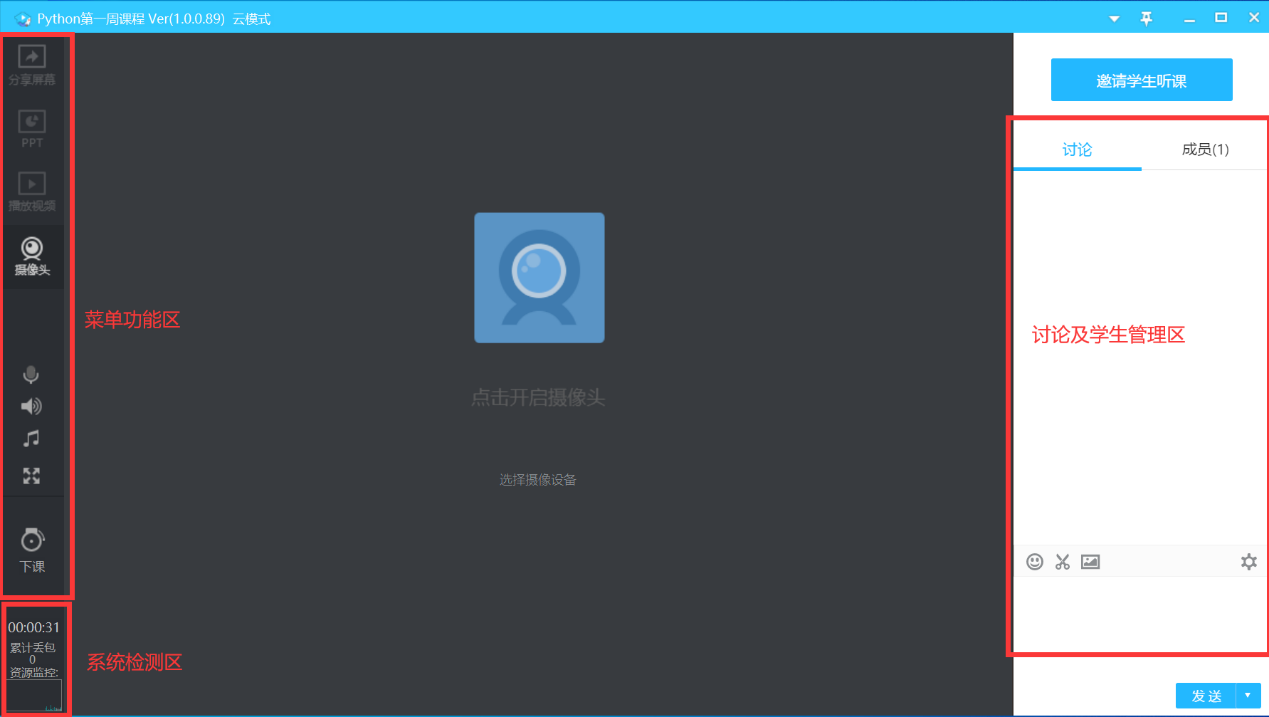 Python第一周课程 Ver(1.0.0.89) 云模式
分享屏幕
PPT
播放视频
摄像头
菜单功能区
下课
00:00:31
累计丢包
0
资源监控:
系统检测区
点击开启摄像头
选择摄像设备
邀请学生听课
讨论
成员(1)
讨论及学生管理区
发送